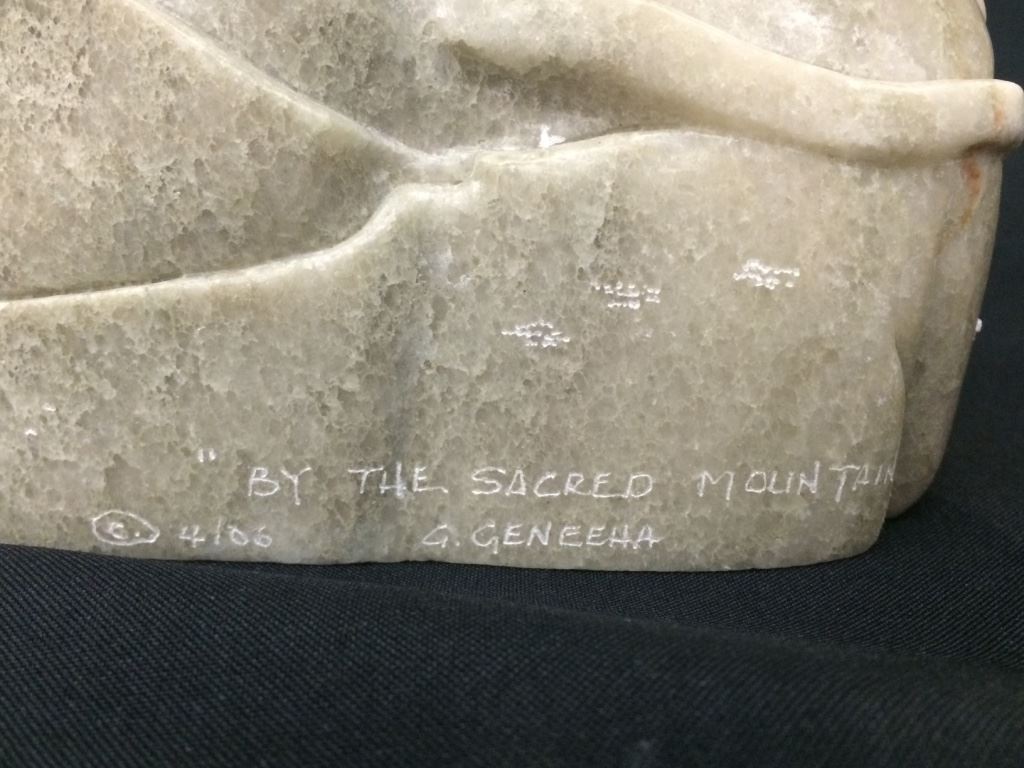 " BY THE SACRED MOUNTAIN
©. 4/06 G. GENEEHA